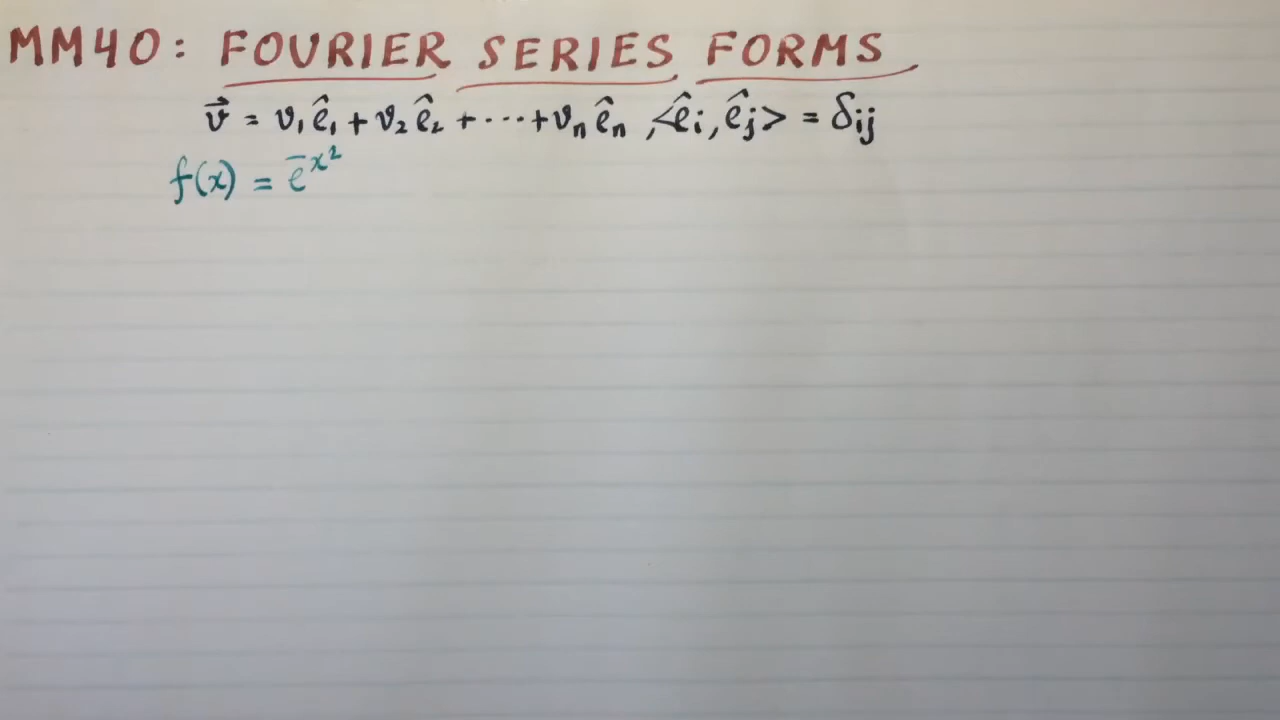 MM40: FOURIER SERIES FORMS
v⃗ = v₁ê₁ + v₂ê₂ + ··· + vₙêₙ , <êᵢ, êⱼ> = δᵢⱼ
f(x) = e^{-x²}